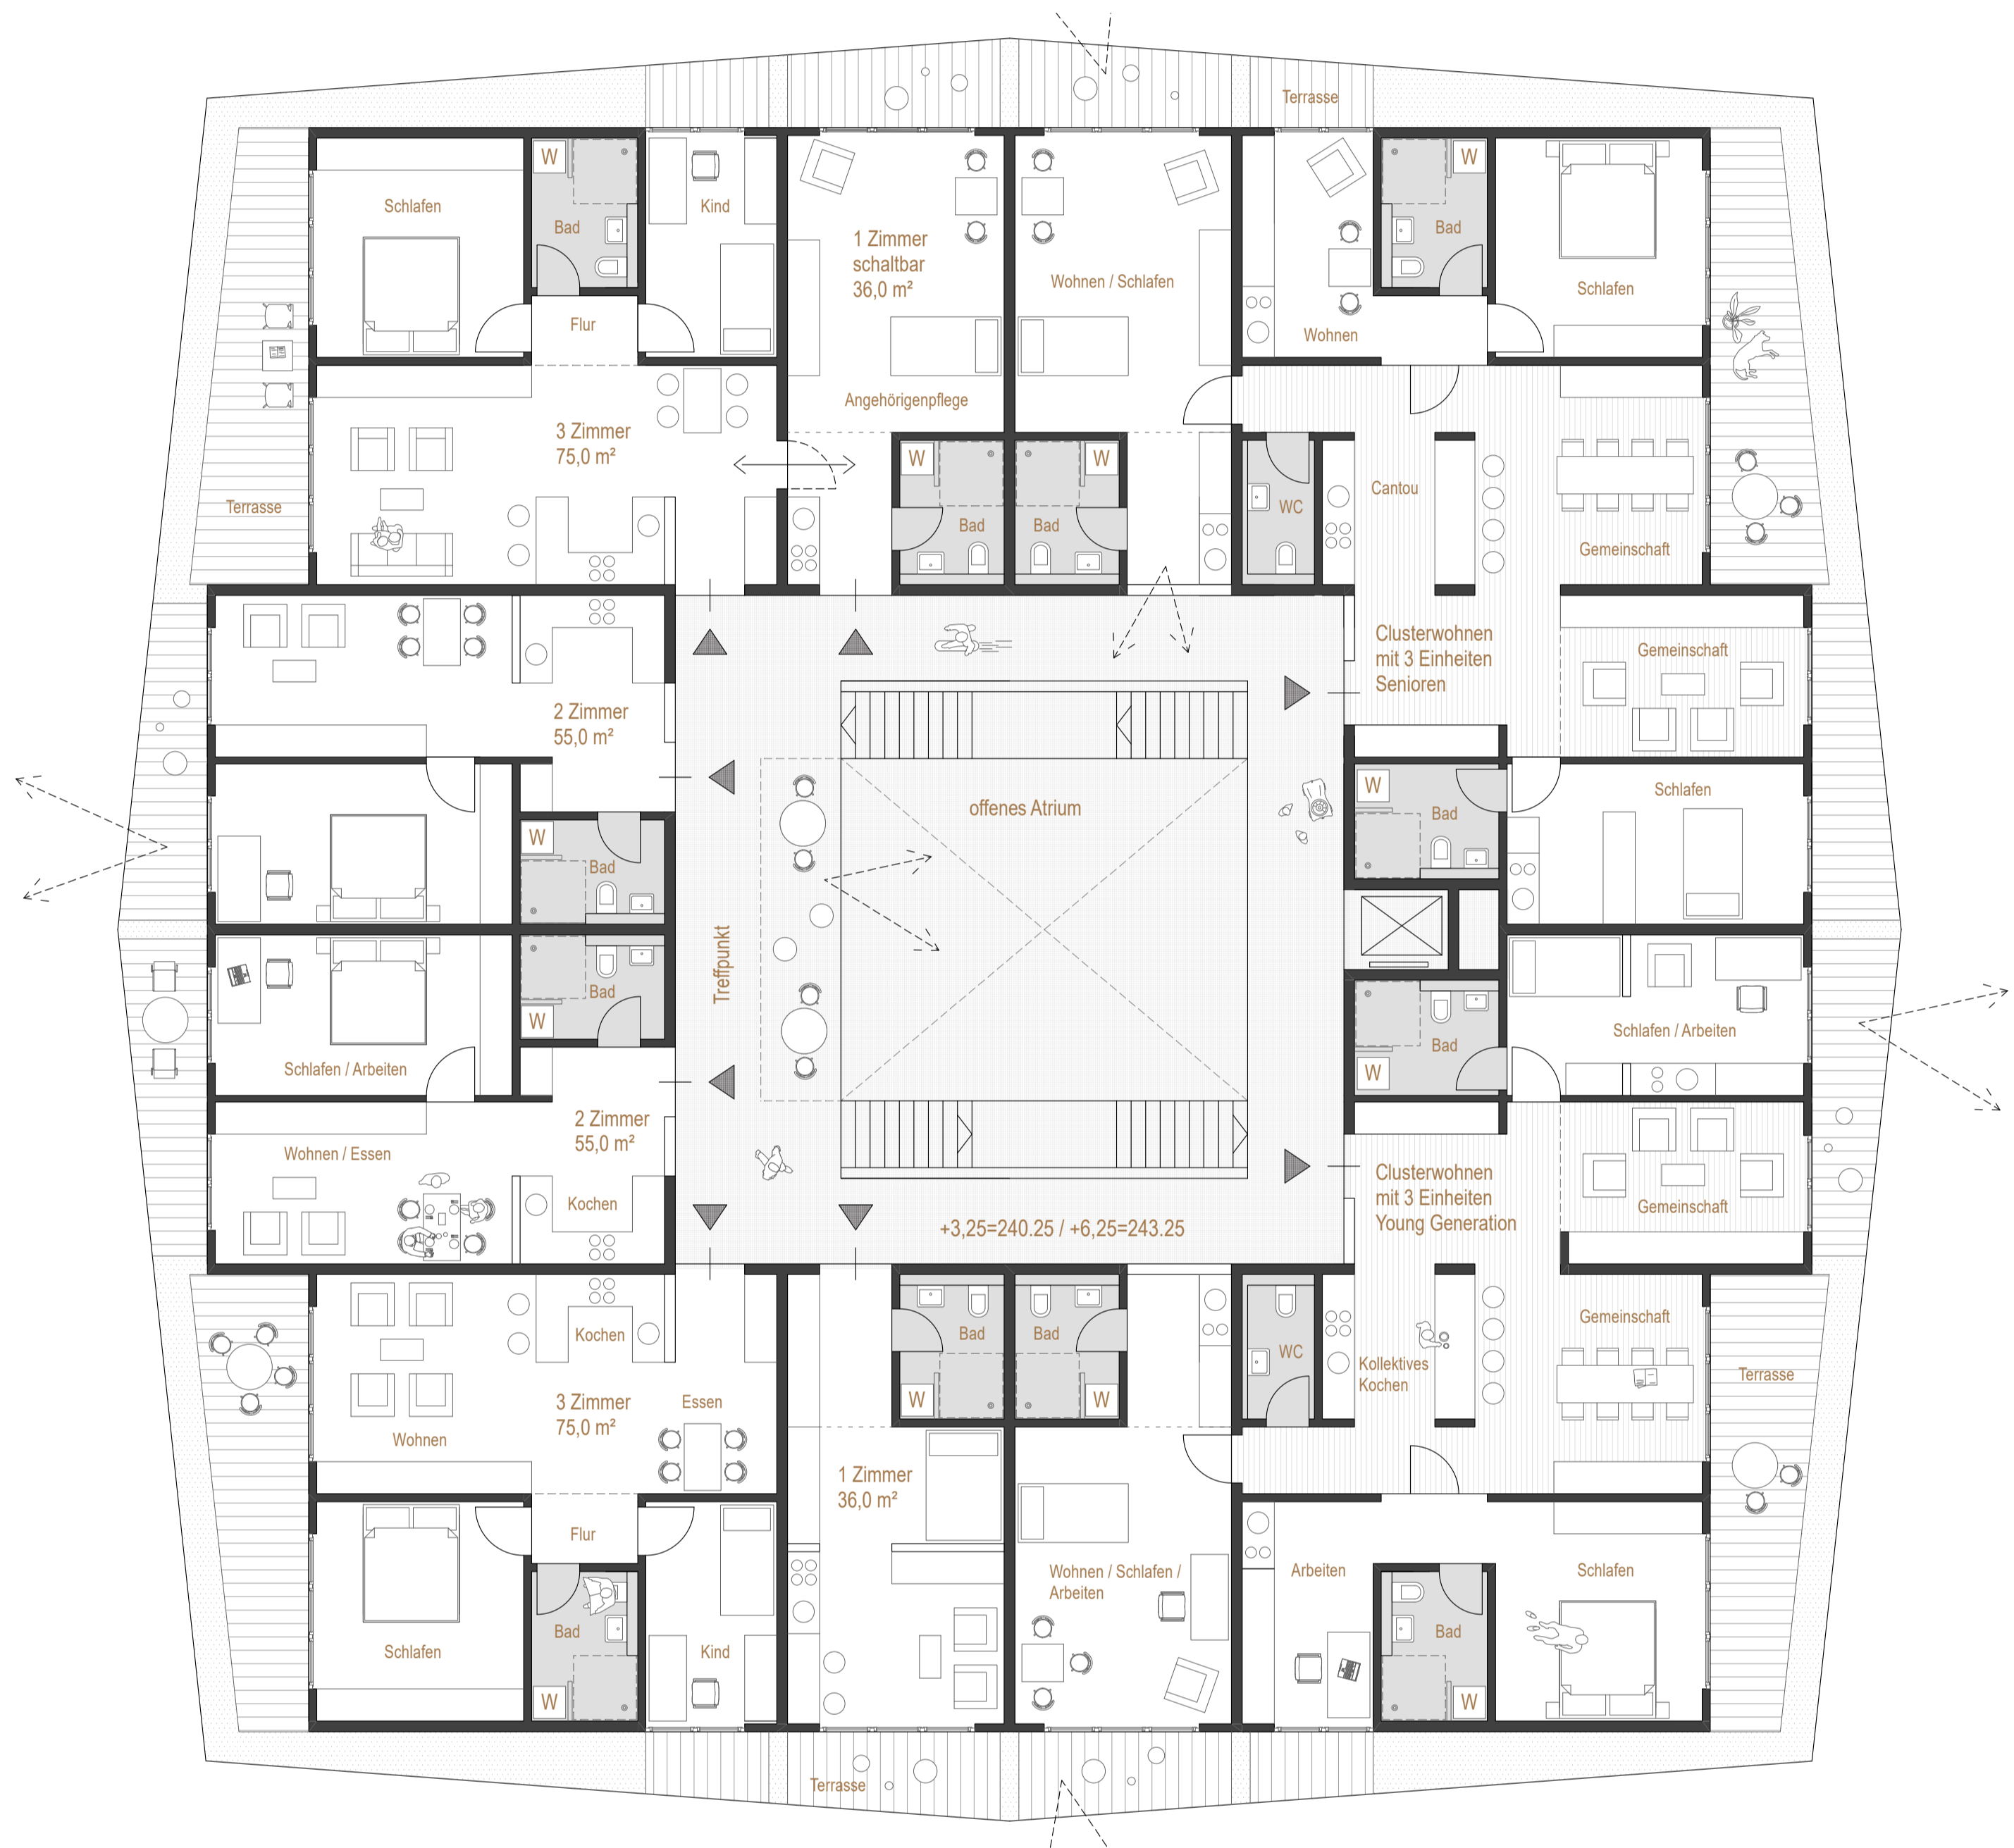 Terrasse
W
W
Schlafen
Kind
Bad
Bad
1 Zimmer
schaltbar
36,0 m²
Wohnen / Schlafen
Schlafen
Flur
Wohnen
Angehörigenpflege
3 Zimmer
75,0 m²
W
W
Cantou
Terrasse
WC
Bad
Bad
Gemeinschaft
Clusterwohnen
mit 3 Einheiten
Senioren
Gemeinschaft
2 Zimmer
55,0 m²
W
Schlafen
offenes Atrium
Bad
W
Bad
Treffpunkt
Bad
W
Schlafen / Arbeiten
Bad
Schlafen / Arbeiten
W
2 Zimmer
55,0 m²
Wohnen / Essen
Kochen
Clusterwohnen
mit 3 Einheiten
Young Generation
Gemeinschaft
+3,25=240.25 / +6,25=243.25
Gemeinschaft
Kochen
Bad
Bad
WC
Kollektives
Kochen
Terrasse
3 Zimmer
75,0 m²
Essen
W
W
Wohnen
1 Zimmer
36,0 m²
Flur
Wohnen / Schlafen /
Arbeiten
Arbeiten
Schlafen
Bad
Bad
Schlafen
Kind
W
W
Terrasse